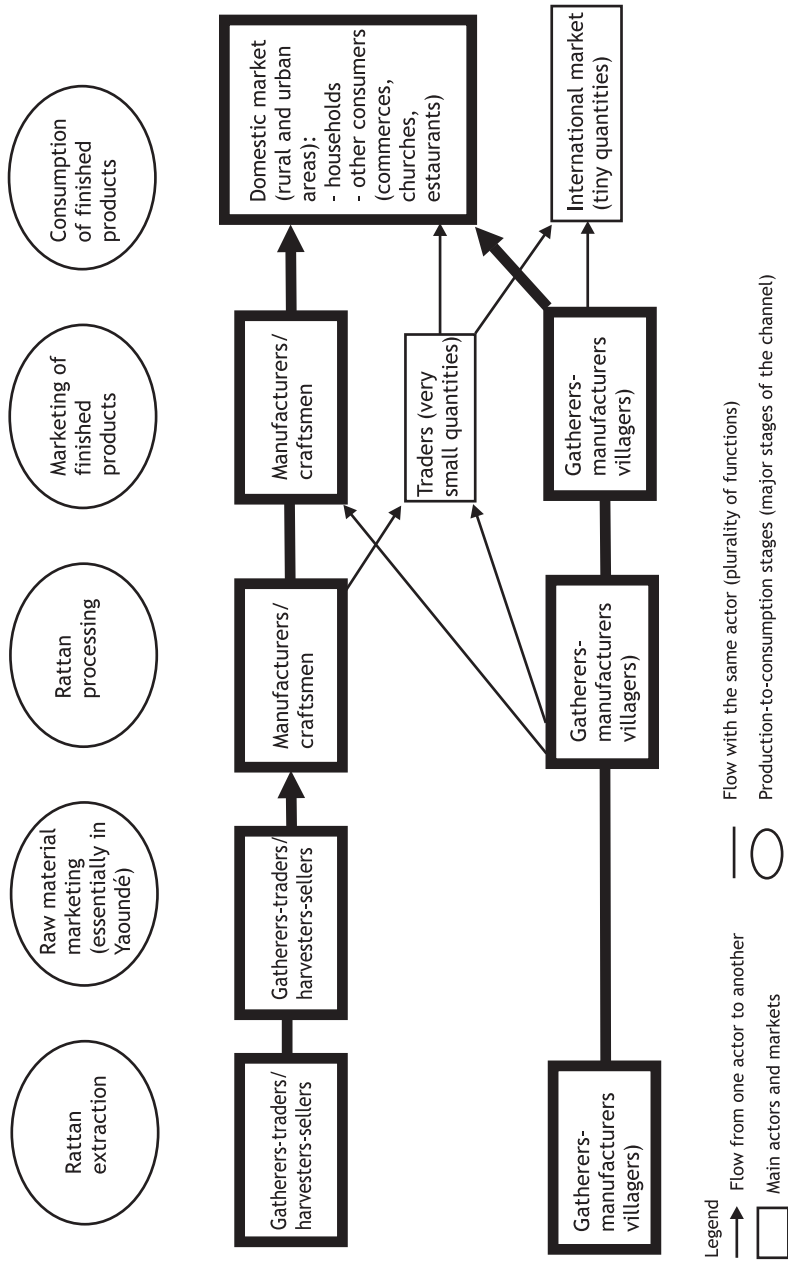 Rattan
extraction
Raw material
marketing
(essentially in
Yaoundé)
Rattan
processing
Marketing of
finished
products
Consumption
of finished
products
Gatherers-traders/
harvesters-sellers
Gatherers-traders/
harvesters-sellers
Manufacturers/
craftsmen
Manufacturers/
craftsmen
Domestic market
(rural and urban
areas):
- households
- other consumers
(commerces,
churches,
estaurants)
Traders (very
small quantities)
International market
(tiny quantities)
Gatherers-
manufacturers
villagers)
Gatherers-
manufacturers
villagers)
Gatherers-
manufacturers
villagers)
Legend
Flow from one actor to another
Flow with the same actor (plurality of functions)
Main actors and markets
Production-to-consumption stages (major stages of the channel)